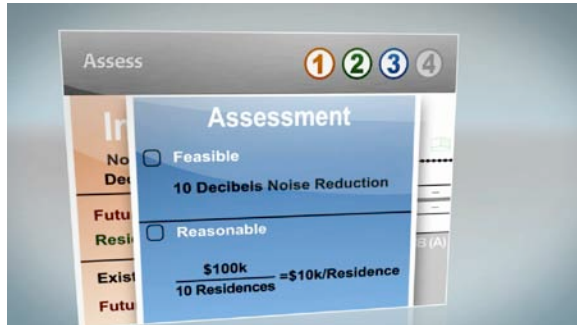 Assess
1 2 3 4
Assessment
Feasible
10 Decibels Noise Reduction
Reasonable
$100k
10 Residences
=$10k/Residence
In
No
Dec
Futu
Resi
Exist
Futu
B (A)